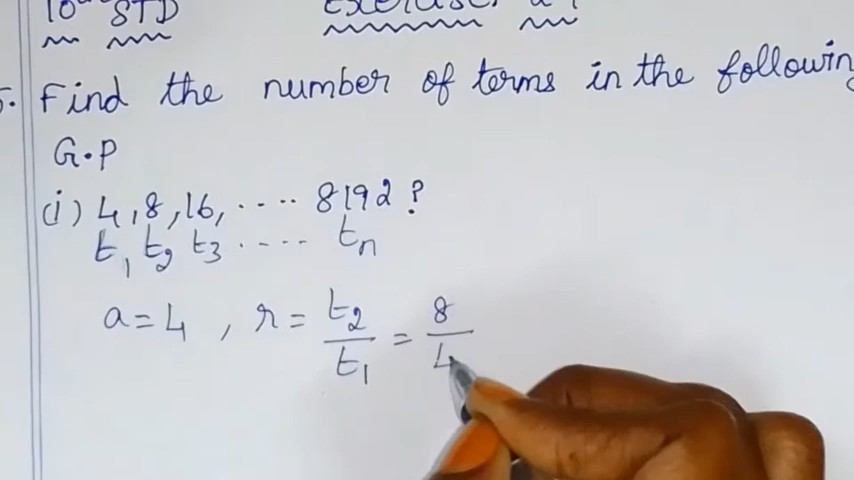 10th STD
5. Find the number of terms in the following
G.P
(i) 4, 8, 16, ···· 8192 ?
t1 t2 t3 ····· tn
a = 4 , r = t2/t1 = 8/4